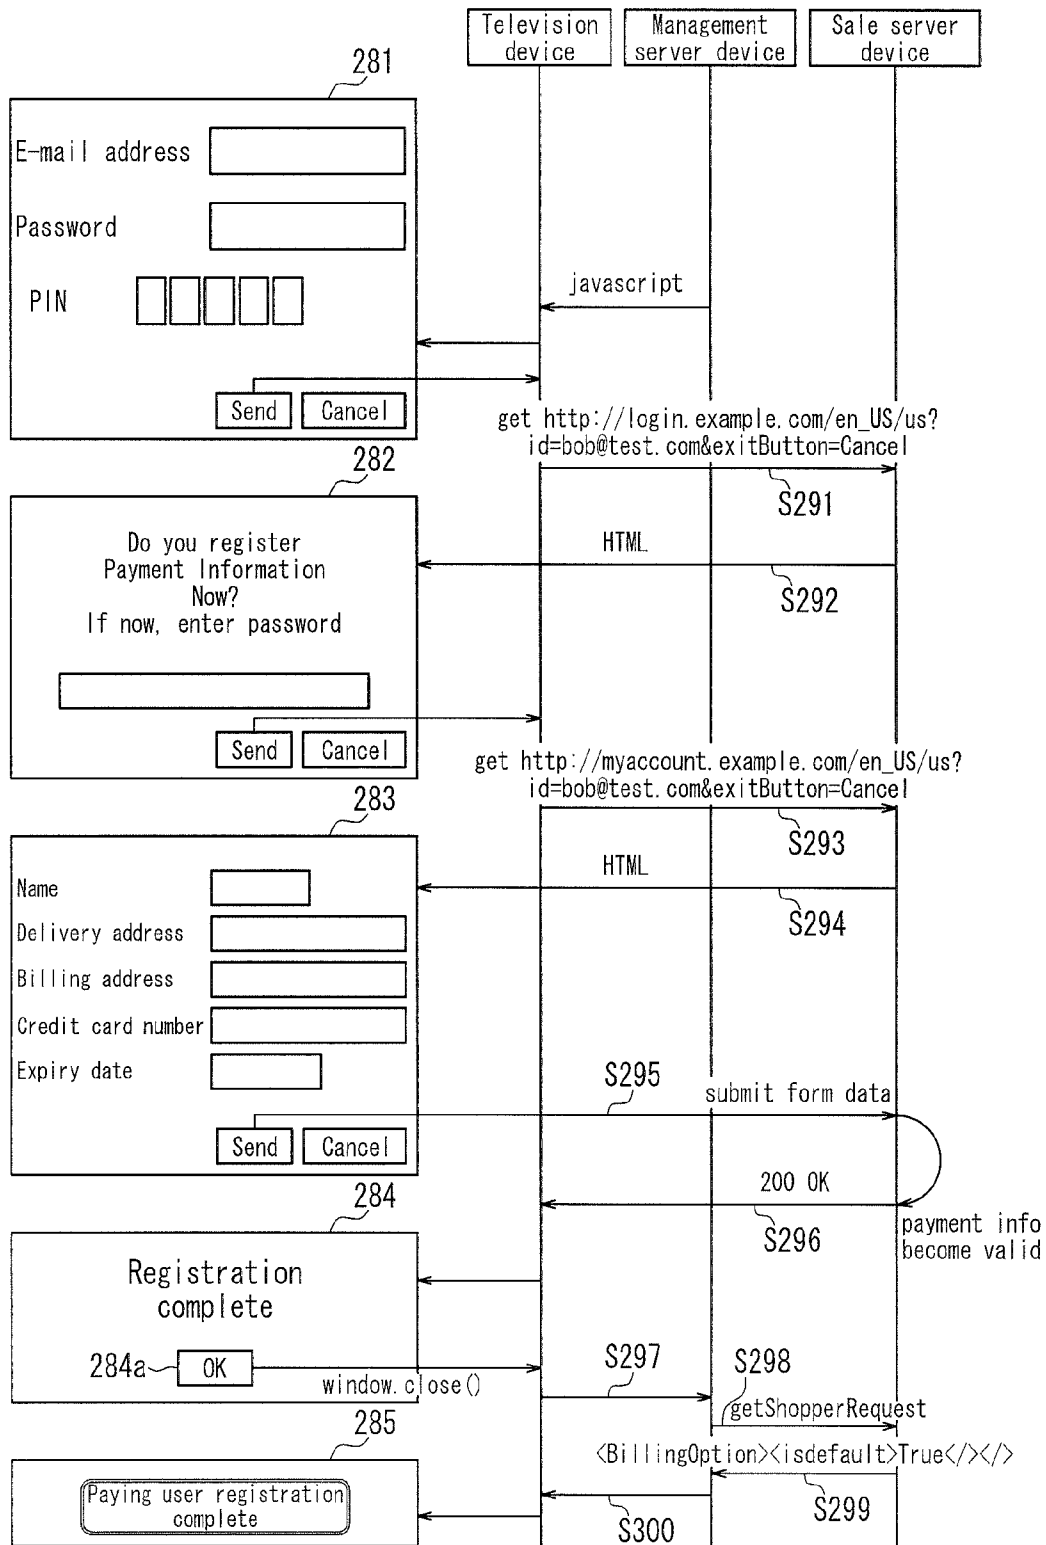 Television
device
Management
server device
Sale server
device
281
E-mail address
Password
PIN
javascript
Send
Cancel
get http://login.example.com/en_US/us?
id=bob@test.com&exitButton=Cancel
S291
282
Do you register
Payment Information
Now?
If now, enter password
HTML
S292
Send
Cancel
get http://myaccount.example.com/en_US/us?
id=bob@test.com&exitButton=Cancel
S293
283
HTML
S294
Name
Delivery address
Billing address
Credit card number
Expiry date
S295
submit form data
Send
Cancel
200 OK
S296
payment info
become valid
284
Registration
complete
284a
OK
window.close()
S297
S298
getShopperRequest
<BillingOption><isdefault>True</></>
S299
285
Paying user registration
complete
S300